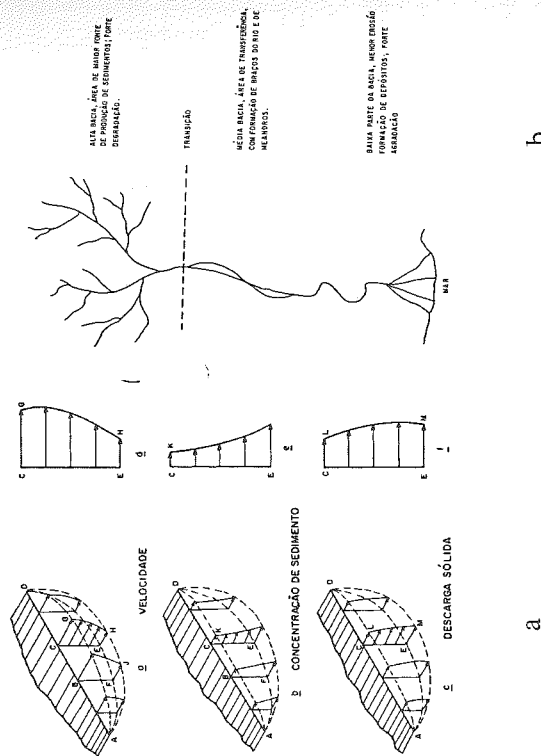 ALTA BACIA, ÁREA DE MAIOR FONTE
DE PRODUÇÃO DE SEDIMENTOS; FORTE
DEGRADAÇÃO.
TRANSIÇÃO
MÉDIA BACIA, ÁREA DE TRANSFERÊNCIA,
COM FORMAÇÃO DE BRAÇOS DO RIO E DE
MEANDROS.
BAIXA PARTE DA BACIA, MENOR EROSÃO
FORMAÇÃO DE DEPÓSITOS; FORTE
AGRADAÇÃO
MAR
b
C
G
E
H
d
C
K
E
e
C
L
E
M
f
A
B
C
D
E
F
G
H
J
a VELOCIDADE
A
B
C
D
E
F
K
b CONCENTRAÇÃO DE SEDIMENTO
A
C
D
E
L
M
c DESCARGA SÓLIDA
a